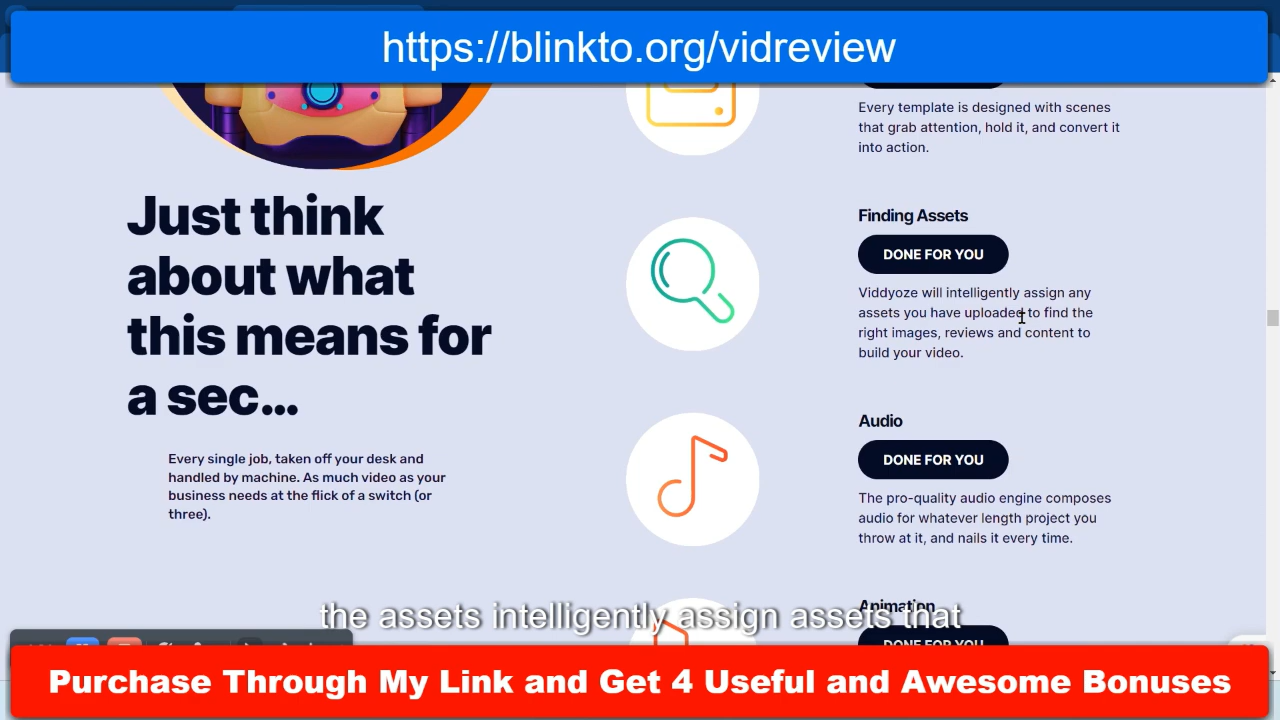 https://blinkto.org/vidreview
Just think
about what
this means for
a sec...
Every single job, taken off your desk and
handled by machine. As much video as your
business needs at the flick of a switch (or
three).
Every template is designed with scenes
that grab attention, hold it, and convert it
into action.
Finding Assets
DONE FOR YOU
Viddyoze will intelligently assign any
assets you have uploaded to find the
right images, reviews and content to
build your video.
Audio
DONE FOR YOU
The pro-quality audio engine composes
audio for whatever length project you
throw at it, and nails it every time.
Animation
DONE FOR YOU
the assets intelligently assign assets that
Purchase Through My Link and Get 4 Useful and Awesome Bonuses